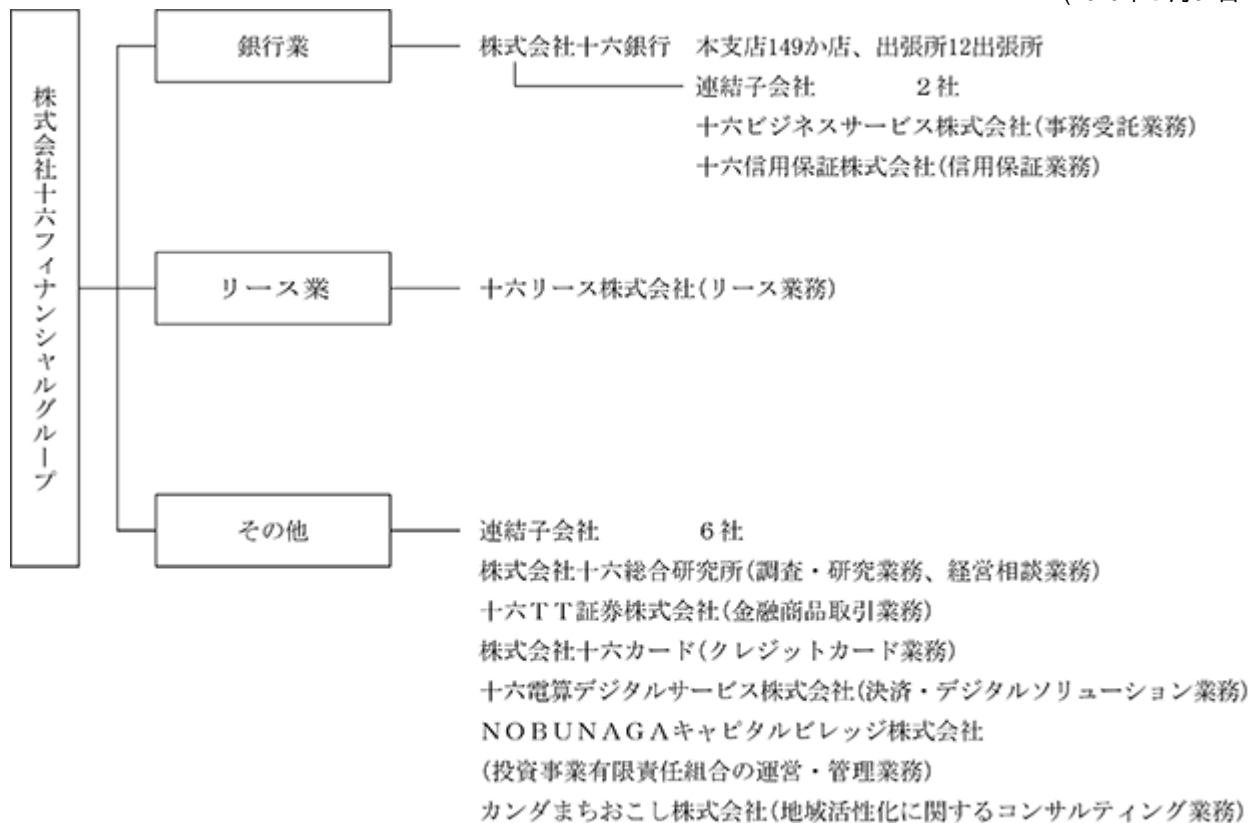 株式会社十六フィナンシャルグループ
銀行業
株式会社十六銀行 本支店149か店、出張所12出張所
連結子会社 2社
十六ビジネスサービス株式会社(事務受託業務)
十六信用保証株式会社(信用保証業務)
リース業
十六リース株式会社(リース業務)
その他
連結子会社 6社
株式会社十六総合研究所(調査・研究業務、経営相談業務)
十六TT証券株式会社(金融商品取引業務)
株式会社十六カード(クレジットカード業務)
十六電算デジタルサービス株式会社(決済・デジタルソリューション業務)
NOBUNAGAキャピタルビレッジ株式会社
(投資事業有限責任組合の運営・管理業務)
カンダまちおこし株式会社(地域活性化に関するコンサルティング業務)